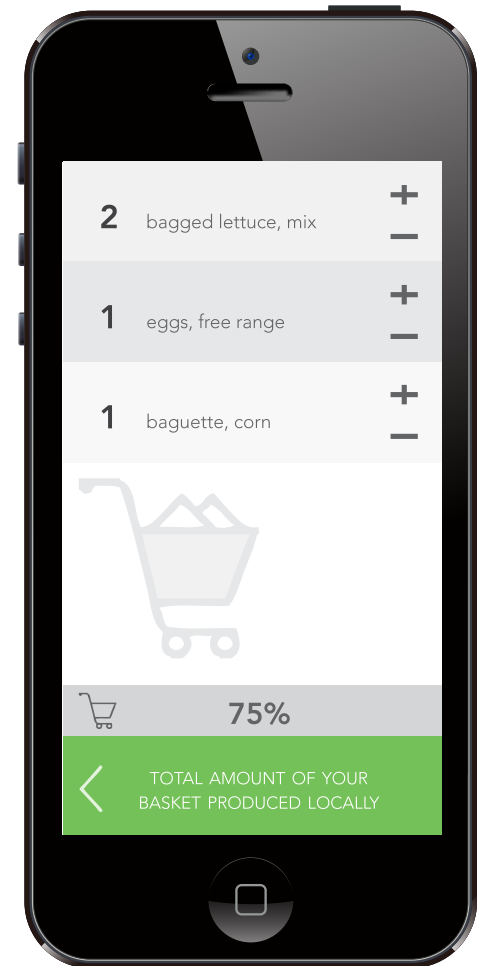 2 bagged lettuce, mix
1 eggs, free range
1 baguette, corn
75%
TOTAL AMOUNT OF YOUR
BASKET PRODUCED LOCALLY